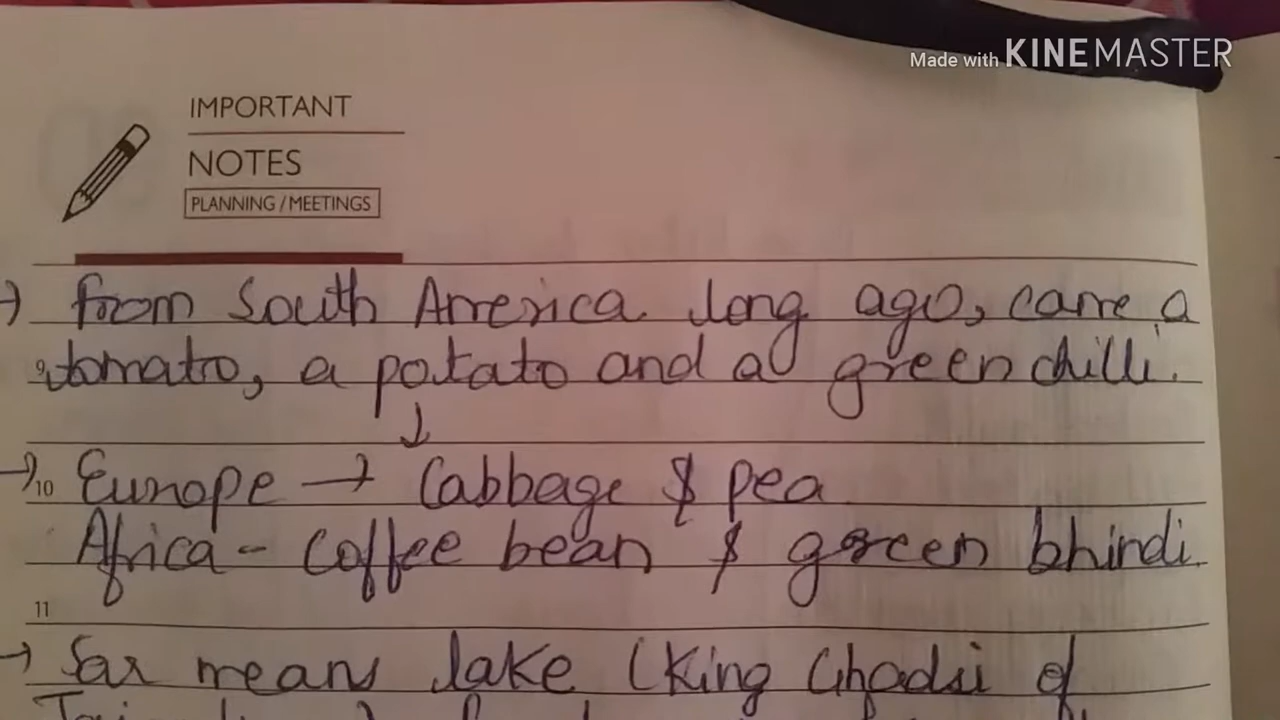 Made with KINEMASTER
IMPORTANT
NOTES
PLANNING / MEETINGS
→ from South America long ago, came a
9 tomato, a potato and a green chilli.
↓
→ 10 Europe → Cabbage & pea
Africa - Coffee bean & green bhindi.
11
→ Sar means lake (King Ghadsi of